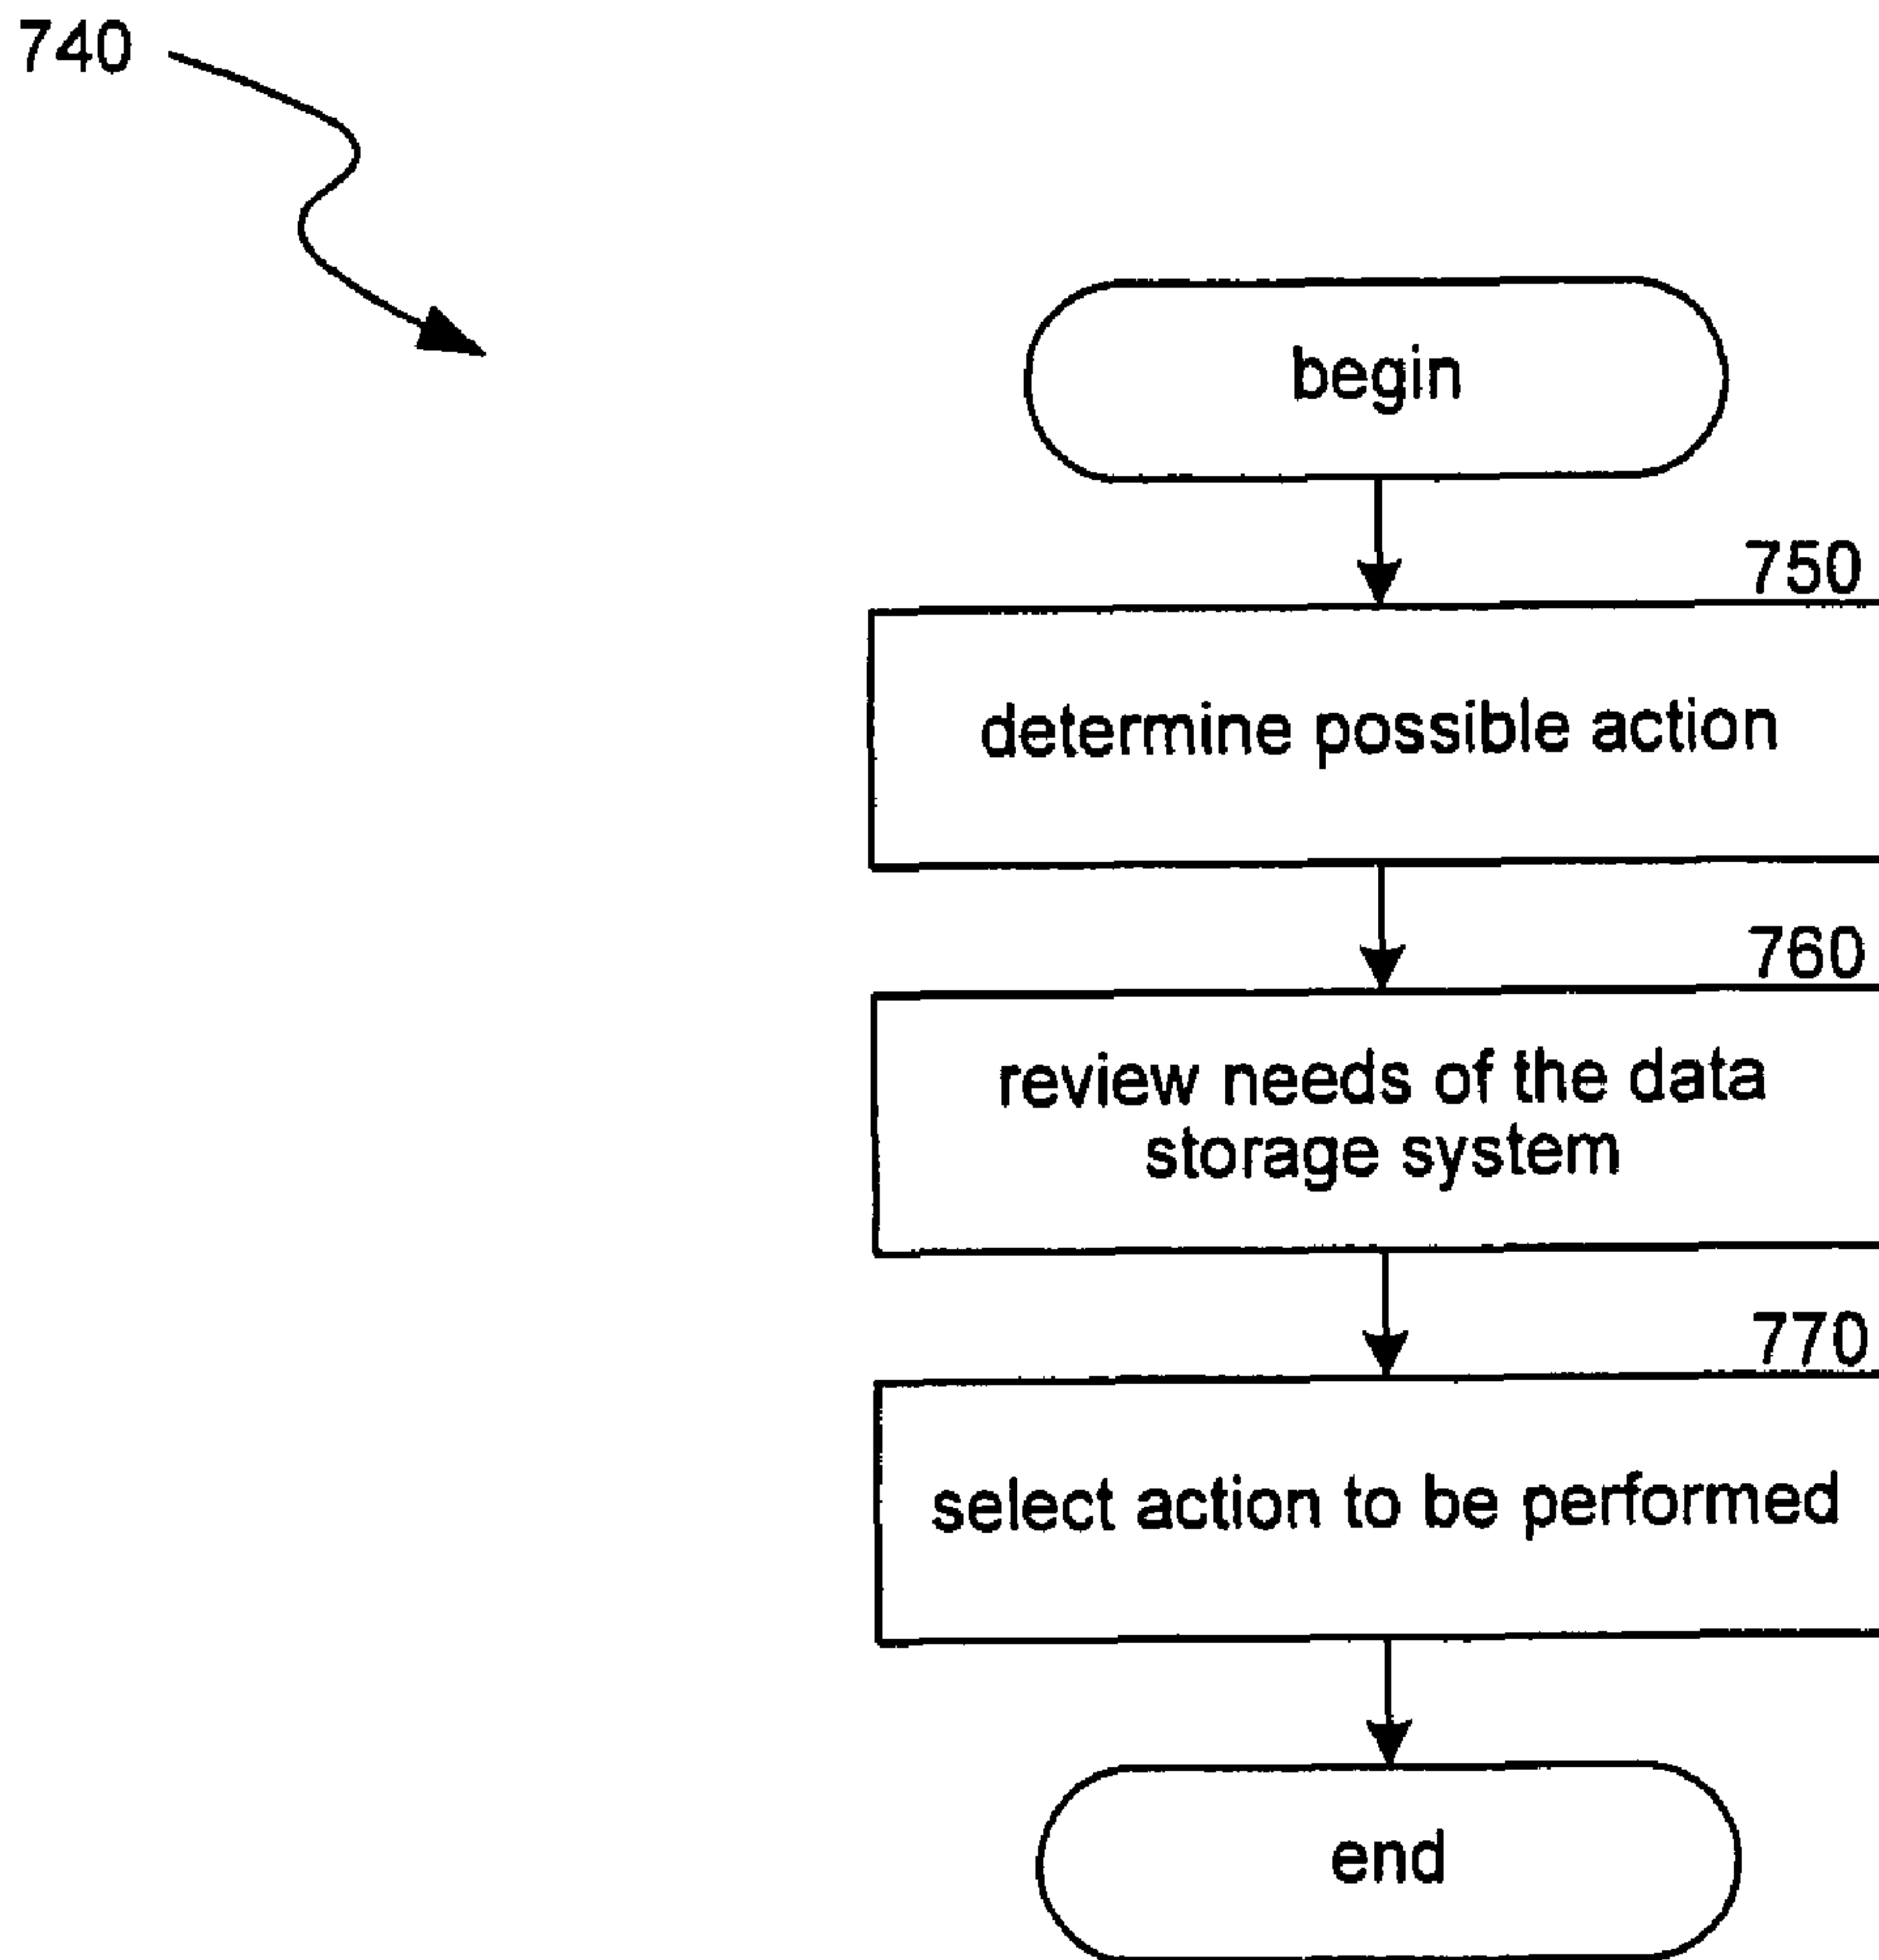 740
begin
750
determine possible action
760
review needs of the data
storage system
770
select action to be performed
end